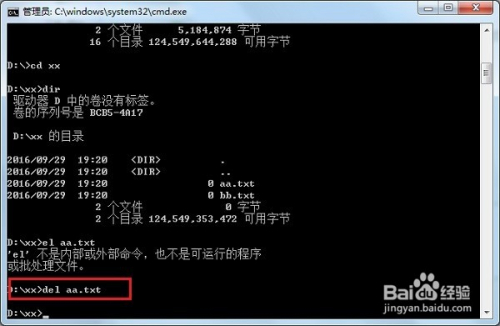 管理员: C:\windows\system32\cmd.exe
2 个文件 5,184,874 字节
16 个目录 124,549,644,288 可用字节
D:\>cd xx
D:\xx>dir
驱动器 D 中的卷没有标签。
卷的序列号是 BCB5-4A17
D:\xx 的目录
2016/09/29 19:20 <DIR> .
2016/09/29 19:20 <DIR> ..
2016/09/29 19:20 0 aa.txt
2016/09/29 19:20 0 bb.txt
2 个文件 0 字节
2 个目录 124,549,353,472 可用字节
D:\xx>el aa.txt
'el' 不是内部或外部命令，也不是可运行的程序
或批处理文件。
D:\xx>del aa.txt
D:\xx>
Baidu 经验
jingyan.baidu.com